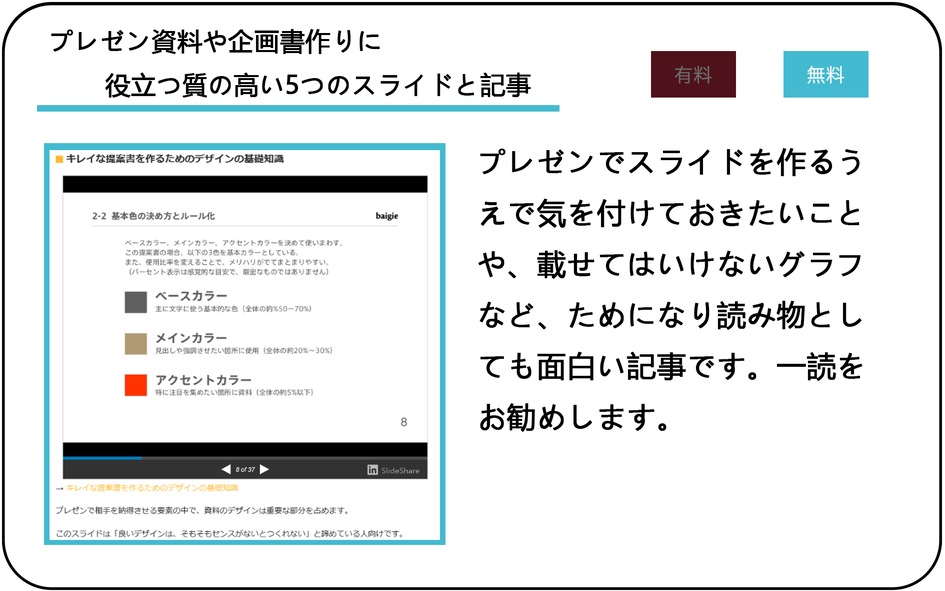 プレゼン資料や企画書作りに
役立つ質の高い5つのスライドと記事
有料
無料
■キレイな提案書を作るためのデザインの基礎知識
2-2 基本色の決め方とルール化
baigie
ベースカラー、メインカラー、アクセントカラーを決めて使いまわす。
この提案書の場合、以下の3色を基本カラーとしている。
また、使用比率を変えることで、メリハリがでてまとまりやすい。
（パーセント表示は感覚的な目安で、厳密なものではありません）
ベースカラー
主に文字に使う基本的な色（全体の約%50～70%）
メインカラー
見出しや強調させたい箇所に使用（全体の約20%～30%）
アクセントカラー
特に注目を集めたい箇所に資料（全体の約5%以下）
8
8 of 37
in SlideShare
→ キレイな提案書を作るためのデザインの基礎知識
プレゼンで相手を納得させる要素の中で、資料のデザインは重要な部分を占めます。
このスライドは「良いデザインは、そもそもセンスがないとつくれない」と諦めている人向けです。
プレゼンでスライドを作るう
えで気を付けておきたいこと
や、載せてはいけないグラフ
など、ためになり読み物とし
ても面白い記事です。一読を
お勧めします。